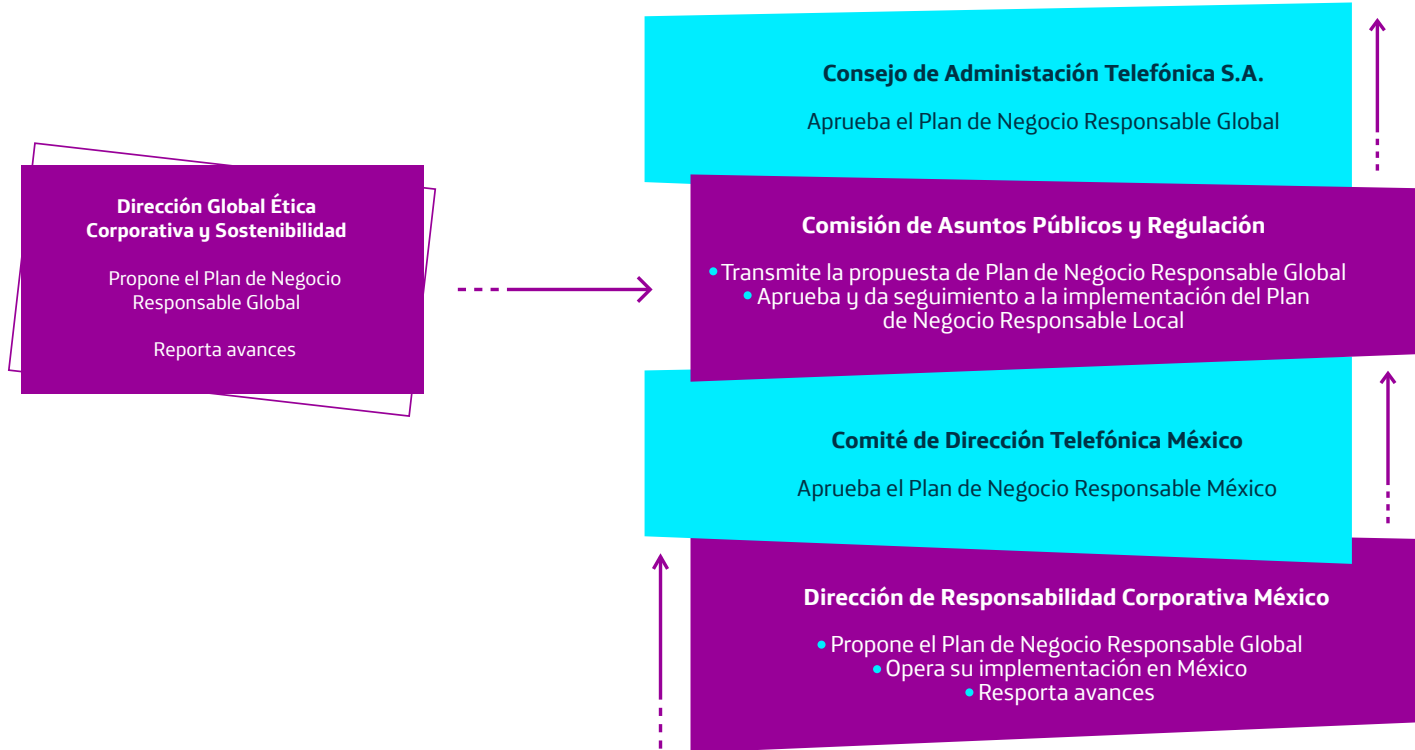 Dirección Global Ética
Corporativa y Sostenibilidad
Propone el Plan de Negocio
Responsable Global
Reporta avances
Consejo de Administación Telefónica S.A.
Aprueba el Plan de Negocio Responsable Global
Comisión de Asuntos Públicos y Regulación
• Transmite la propuesta de Plan de Negocio Responsable Global
• Aprueba y da seguimiento a la implementación del Plan
de Negocio Responsable Local
Comité de Dirección Telefónica México
Aprueba el Plan de Negocio Responsable México
Dirección de Responsabilidad Corporativa México
• Propone el Plan de Negocio Responsable Global
• Opera su implementación en México
• Resporta avances